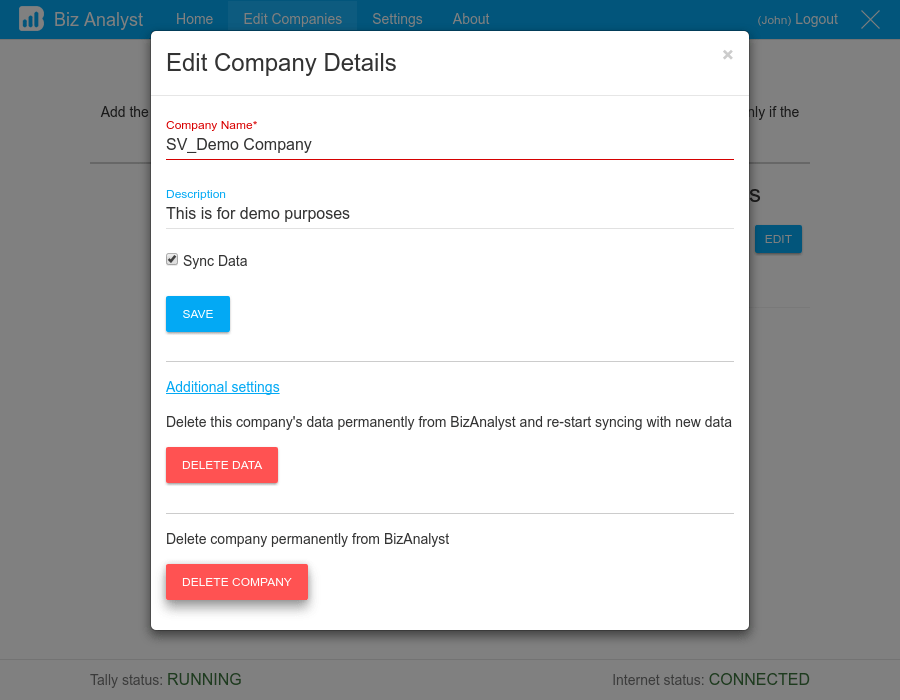 Biz Analyst Home Edit Companies Settings About (John) Logout
Edit Company Details ×
Add the nly if the
Company Name*
SV_Demo Company
Description
This is for demo purposes
S
EDIT
Sync Data
SAVE
Additional settings
Delete this company's data permanently from BizAnalyst and re-start syncing with new data
DELETE DATA
Delete company permanently from BizAnalyst
DELETE COMPANY
Tally status: RUNNING Internet status: CONNECTED